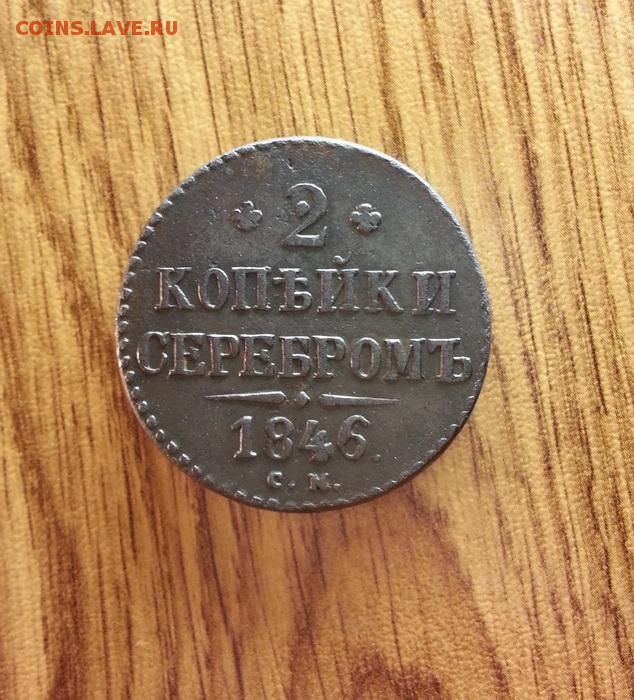 COINS.LAVE.RU
2
КОПѢЙКИ
СЕРЕБРОМЪ
1846.
С. М.